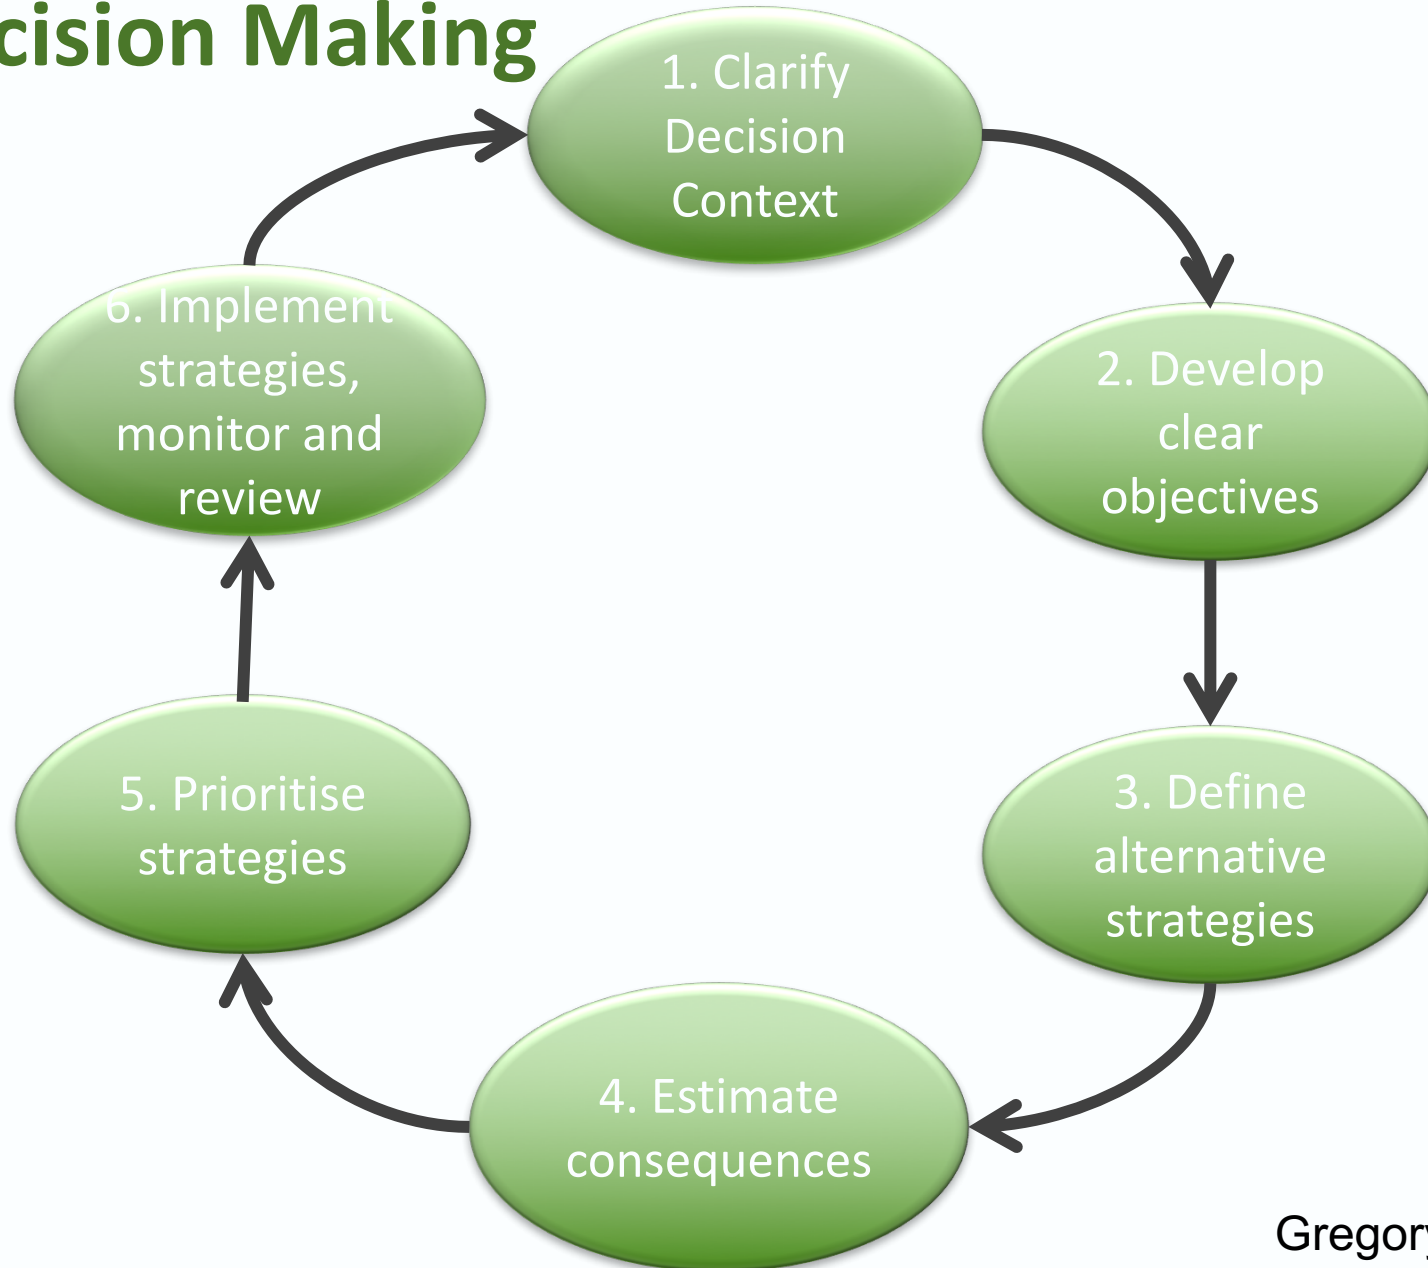 cision Making
1. Clarify
Decision
Context
2. Develop
clear
objectives
3. Define
alternative
strategies
4. Estimate
consequences
5. Prioritise
strategies
6. Implement
strategies,
monitor and
review
Gregory